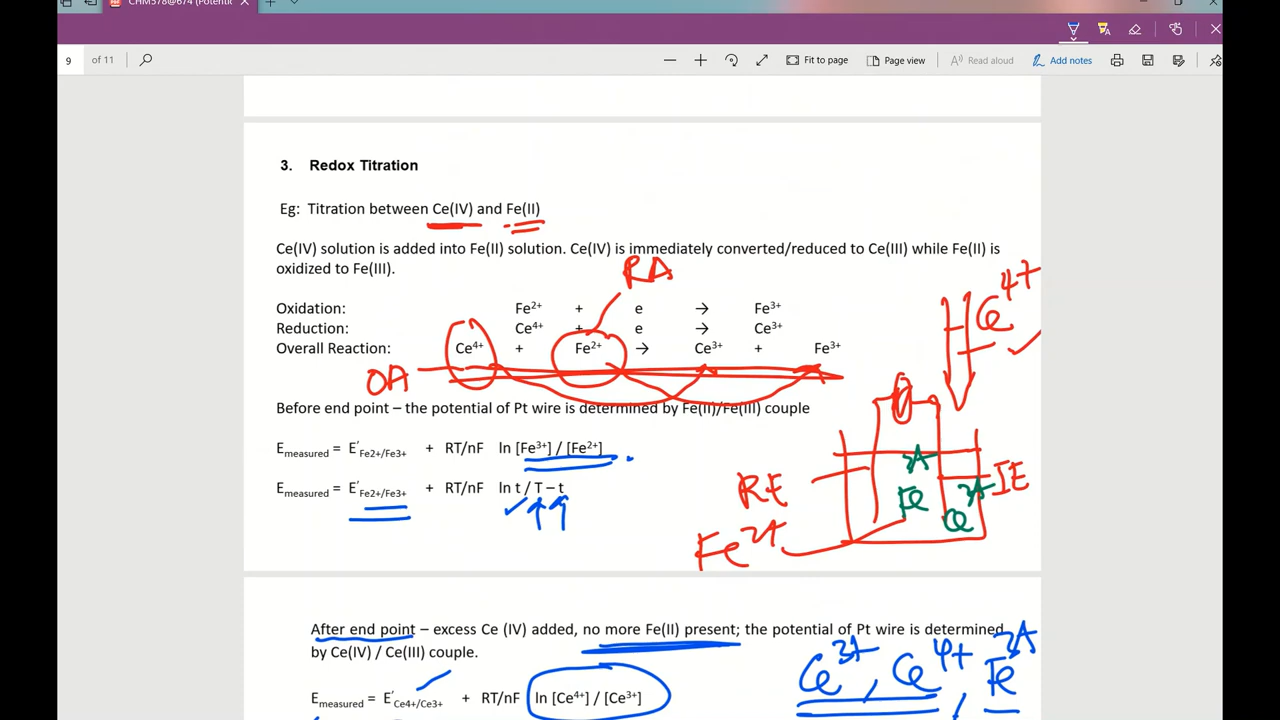 CHM578@674 (Potentic
9 of 11 Fit to page Page view Read aloud Add notes
3. Redox Titration
Eg: Titration between Ce(IV) and Fe(II)
Ce(IV) solution is added into Fe(II) solution. Ce(IV) is immediately converted/reduced to Ce(III) while Fe(II) is
oxidized to Fe(III).
RA
Ce4+
Oxidation: Fe2+ + e → Fe3+
Reduction: Ce4+ + e → Ce3+
Overall Reaction: Ce4+ + Fe2+ → Ce3+ + Fe3+
OA
Before end point – the potential of Pt wire is determined by Fe(II)/Fe(III) couple
Emeasured = E'Fe2+/Fe3+ + RT/nF ln [Fe3+] / [Fe2+]
Emeasured = E'Fe2+/Fe3+ + RT/nF ln t / T – t
RE
IE
Fe3+
Ce3+
Fe2+
After end point – excess Ce (IV) added, no more Fe(II) present; the potential of Pt wire is determined
by Ce(IV) / Ce(III) couple.
Ce3+, Ce4+, Fe3+
Emeasured = E'Ce4+/Ce3+ + RT/nF ln [Ce4+] / [Ce3+]